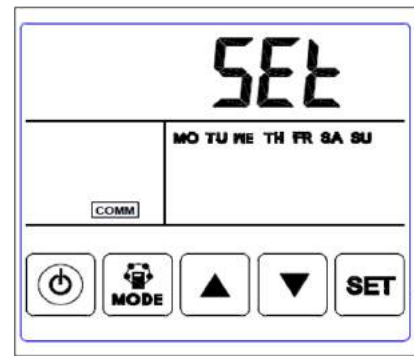 SEt
MO TU WE TH FR SA SU
COMM
MODE
SET